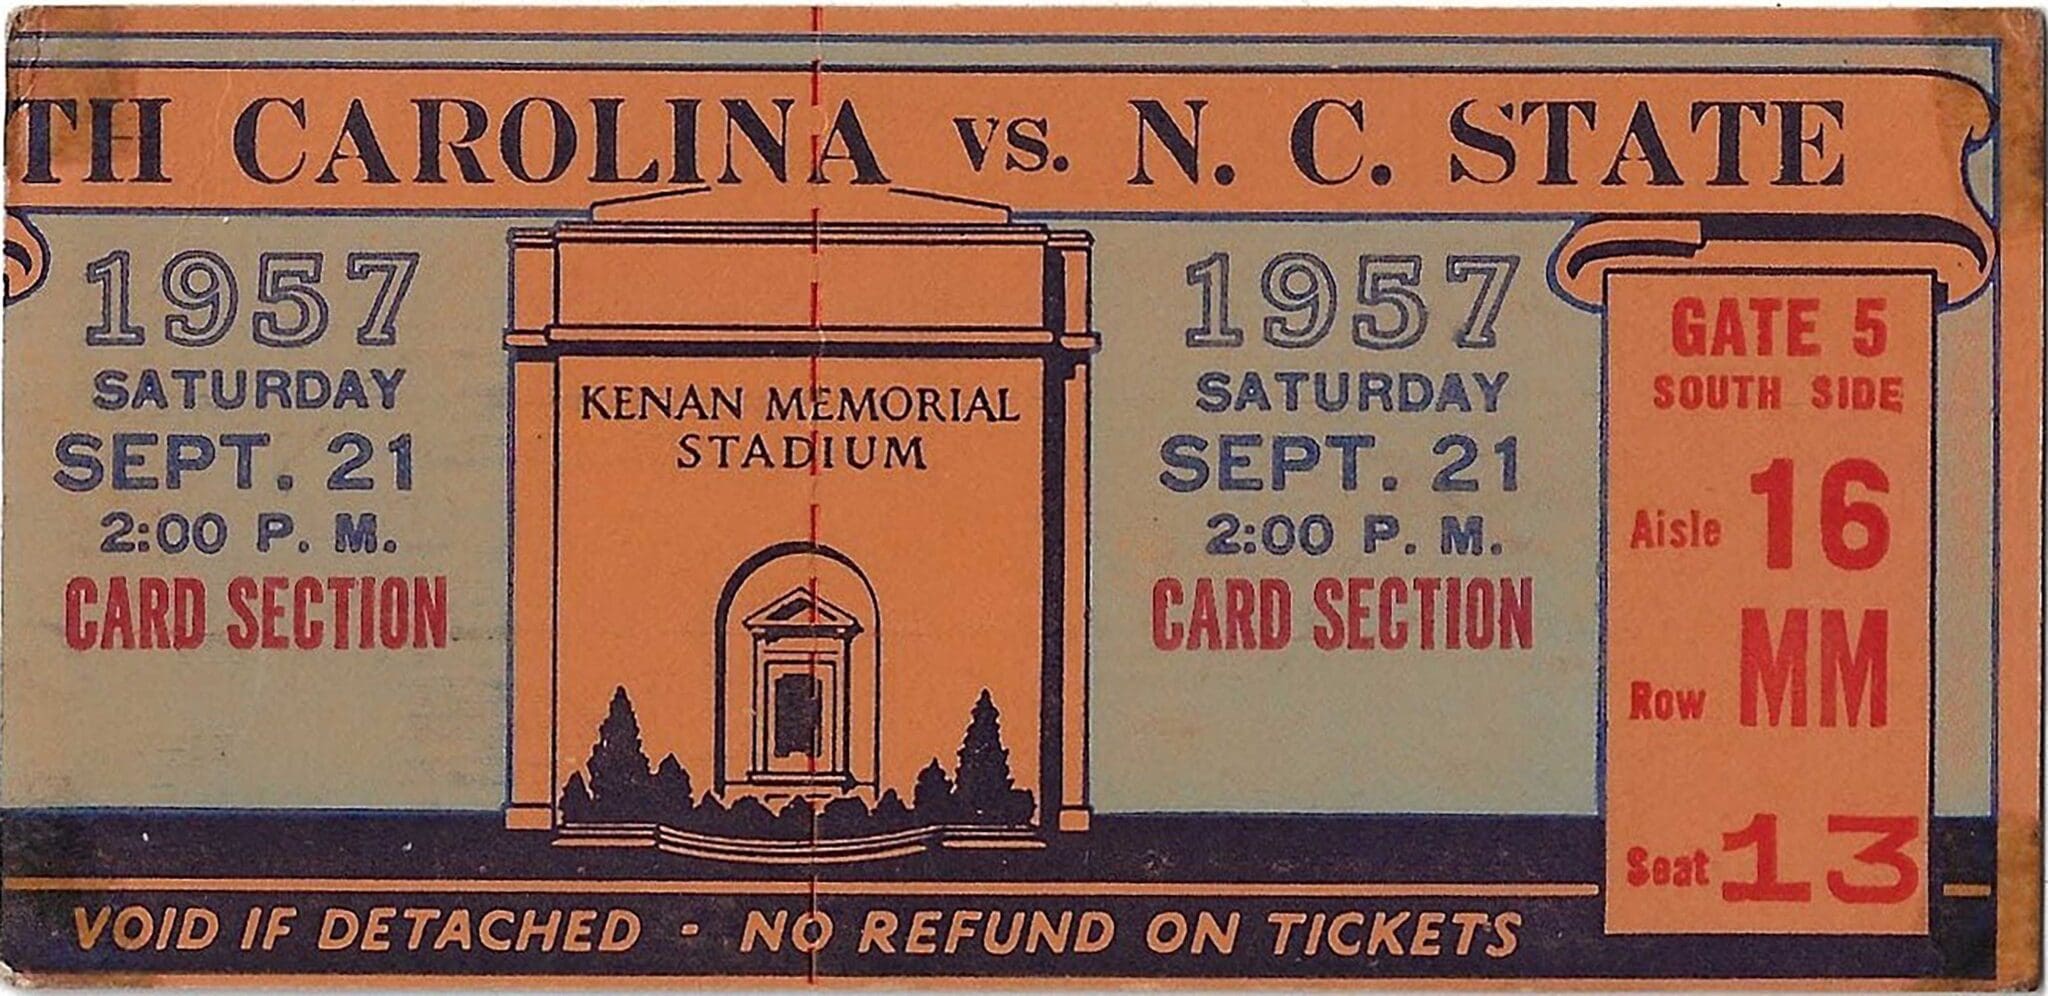 TH CAROLINA vs. N. C. STATE
1957
SATURDAY
SEPT. 21
2:00 P. M.
CARD SECTION
KENAN MEMORIAL
STADIUM
1957
SATURDAY
SEPT. 21
2:00 P. M.
CARD SECTION
GATE 5
SOUTH SIDE
Aisle 16
Row MM
Seat 13
VOID IF DETACHED - NO REFUND ON TICKETS